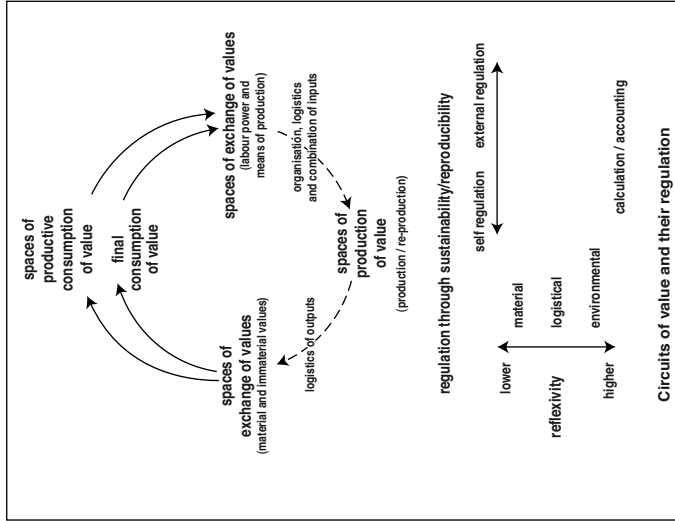 spaces of
productive
consumption
of value
final
consumption
of value
spaces of
exchange of values
(material and immaterial values)
spaces of exchange of values
(labour power and
means of production)
organisation, logistics
and combination of inputs
logistics of outputs
spaces of
production
of value
(production / re-production)
regulation through sustainability/reproducibility
self regulation
external regulation
lower
material
reflexivity
logistical
higher
environmental
calculation / accounting
Circuits of value and their regulation